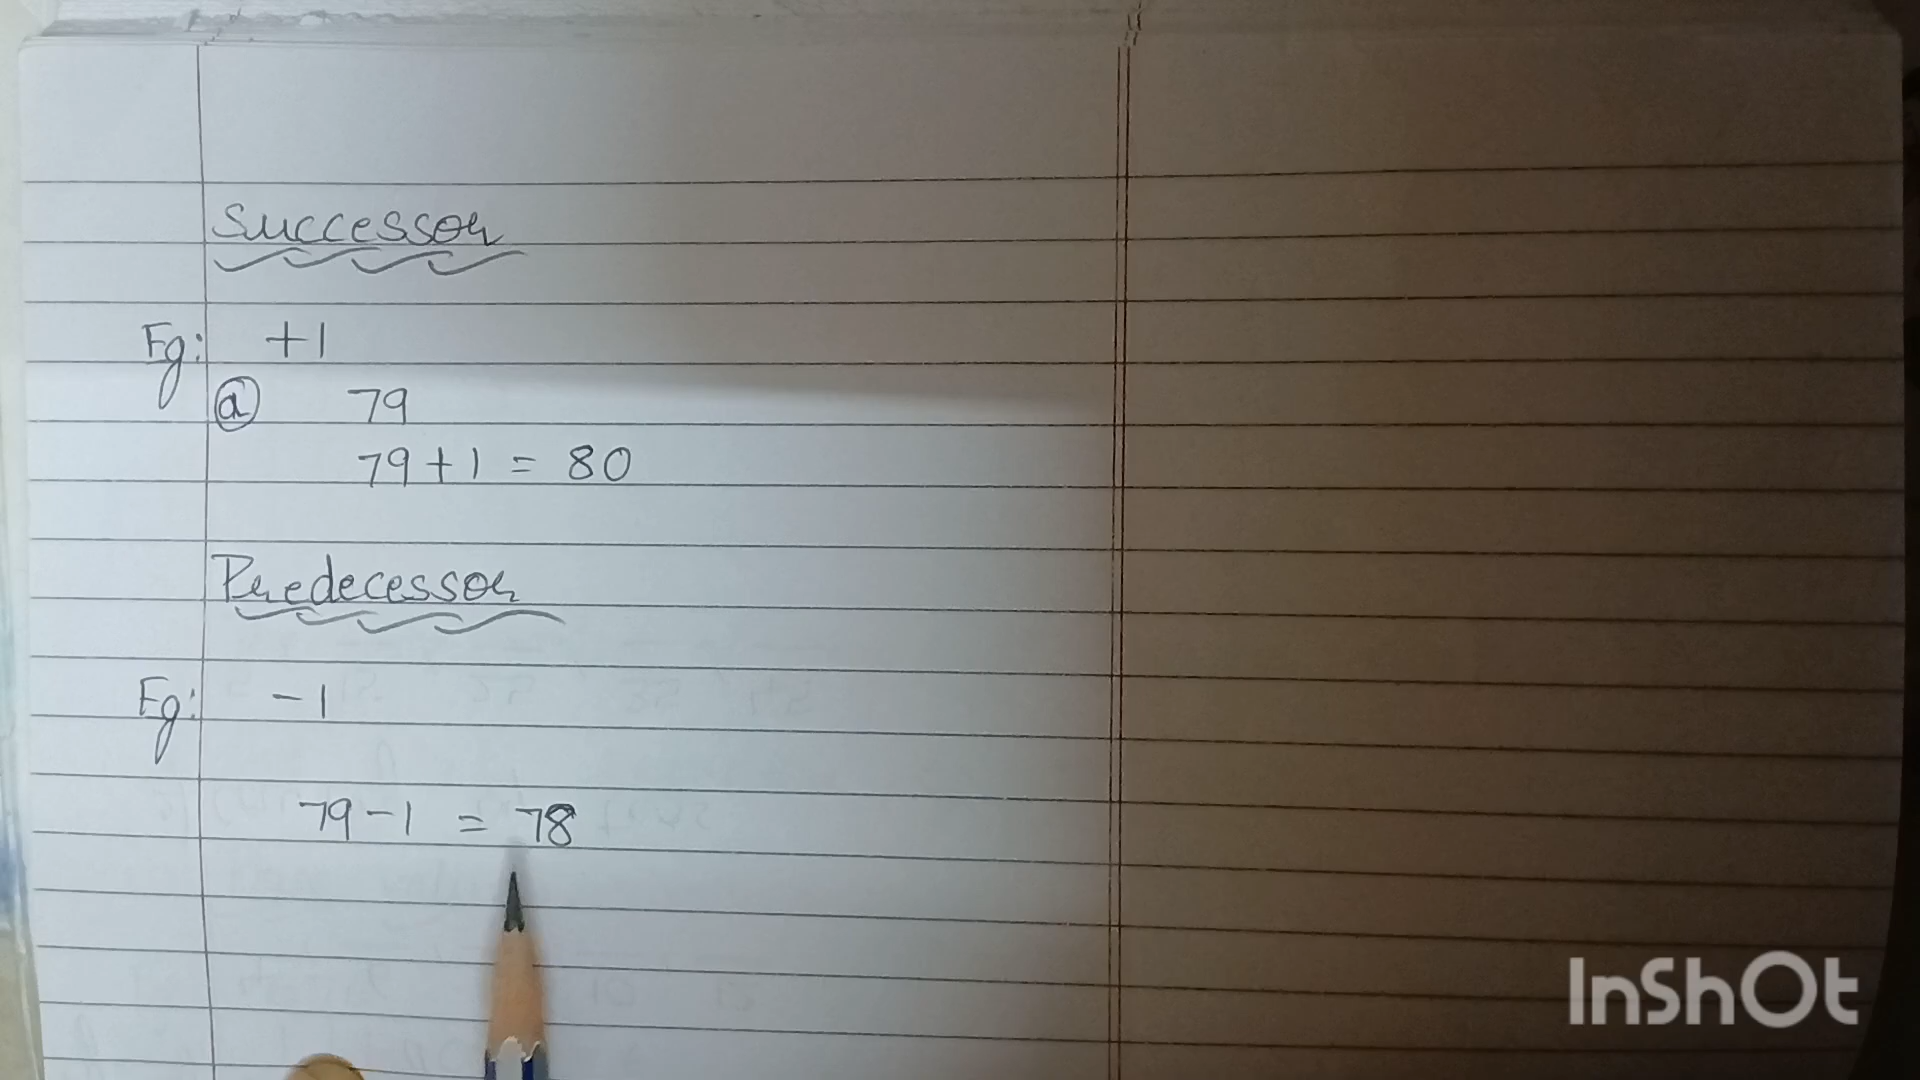 Successor
Eg: +1
(a) 79
79 + 1 = 80
Predecessor
Eg: - 1
79 - 1 = 78
InShOt